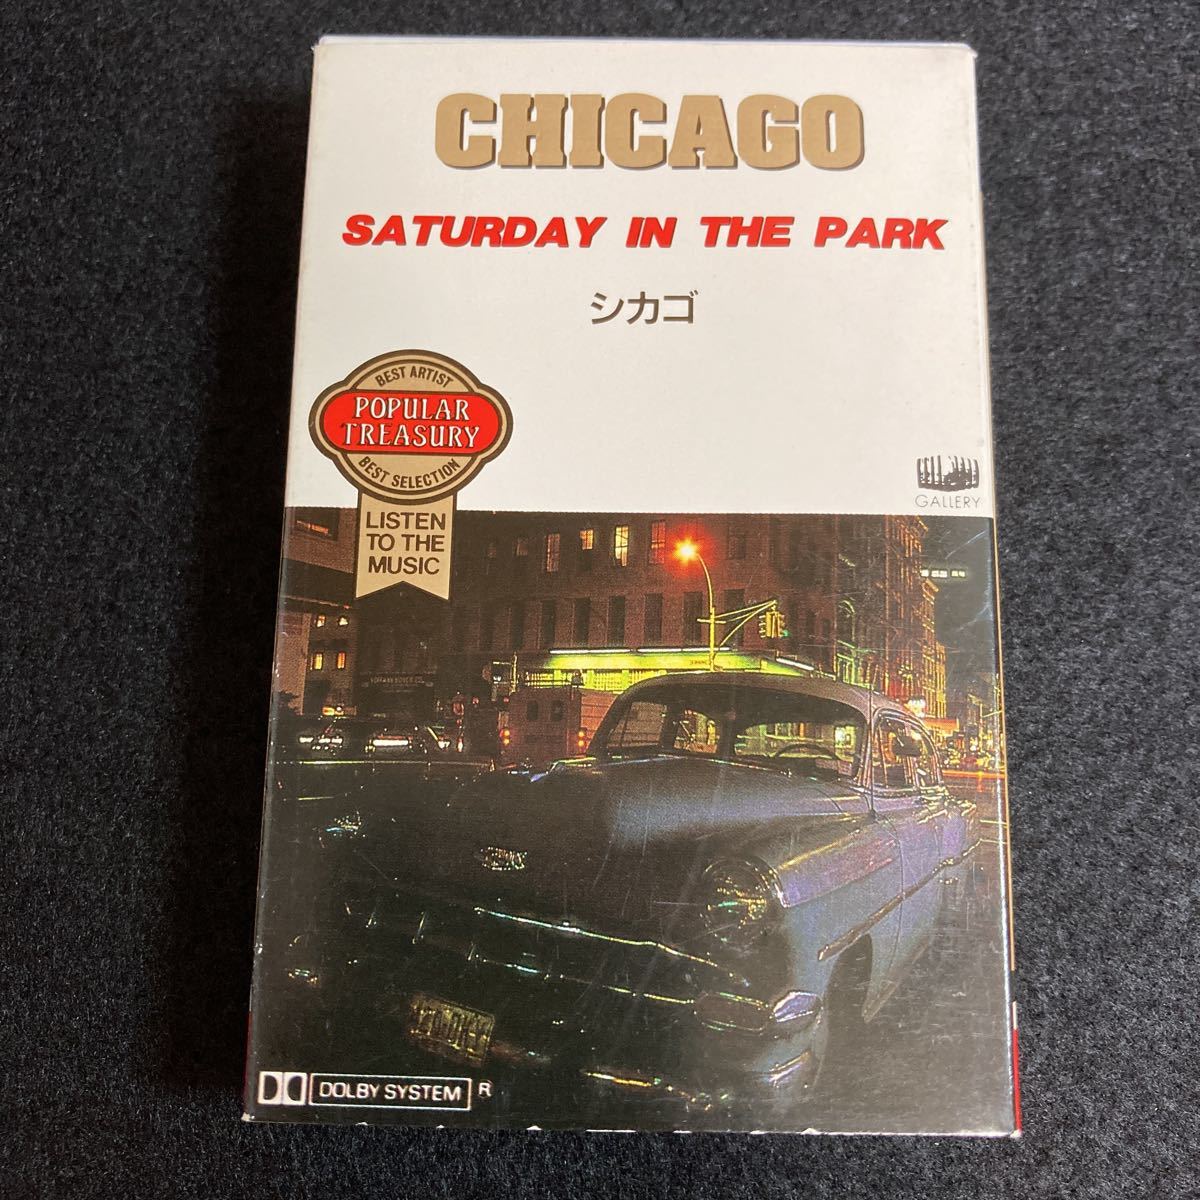 CHICAGO
SATURDAY IN THE PARK
シカゴ
BEST ARTIST
POPULAR
TREASURY
BEST SELECTION
LISTEN
TO THE
MUSIC
GALLERY
DOLBY SYSTEM R